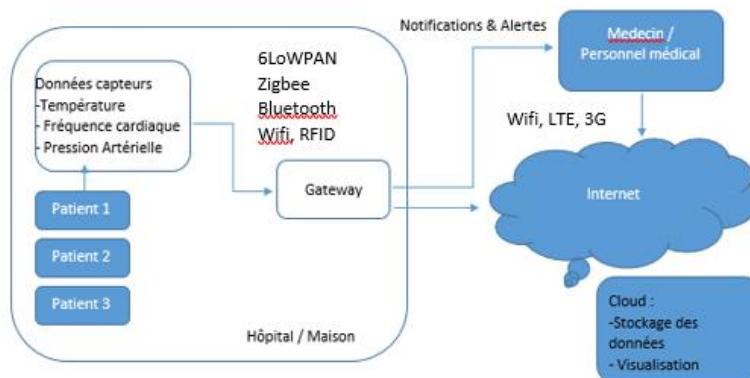 Données capteurs
-Température
- Fréquence cardiaque
- Pression Artérielle
Patient 1
Patient 2
Patient 3
6LoWPAN
Zigbee
Bluetooth
Wifi, RFID
Gateway
Hôpital / Maison
Notifications & Alertes
Medecin /
Personnel médical
Wifi, LTE, 3G
Internet
Cloud :
-Stockage des
données
- Visualisation